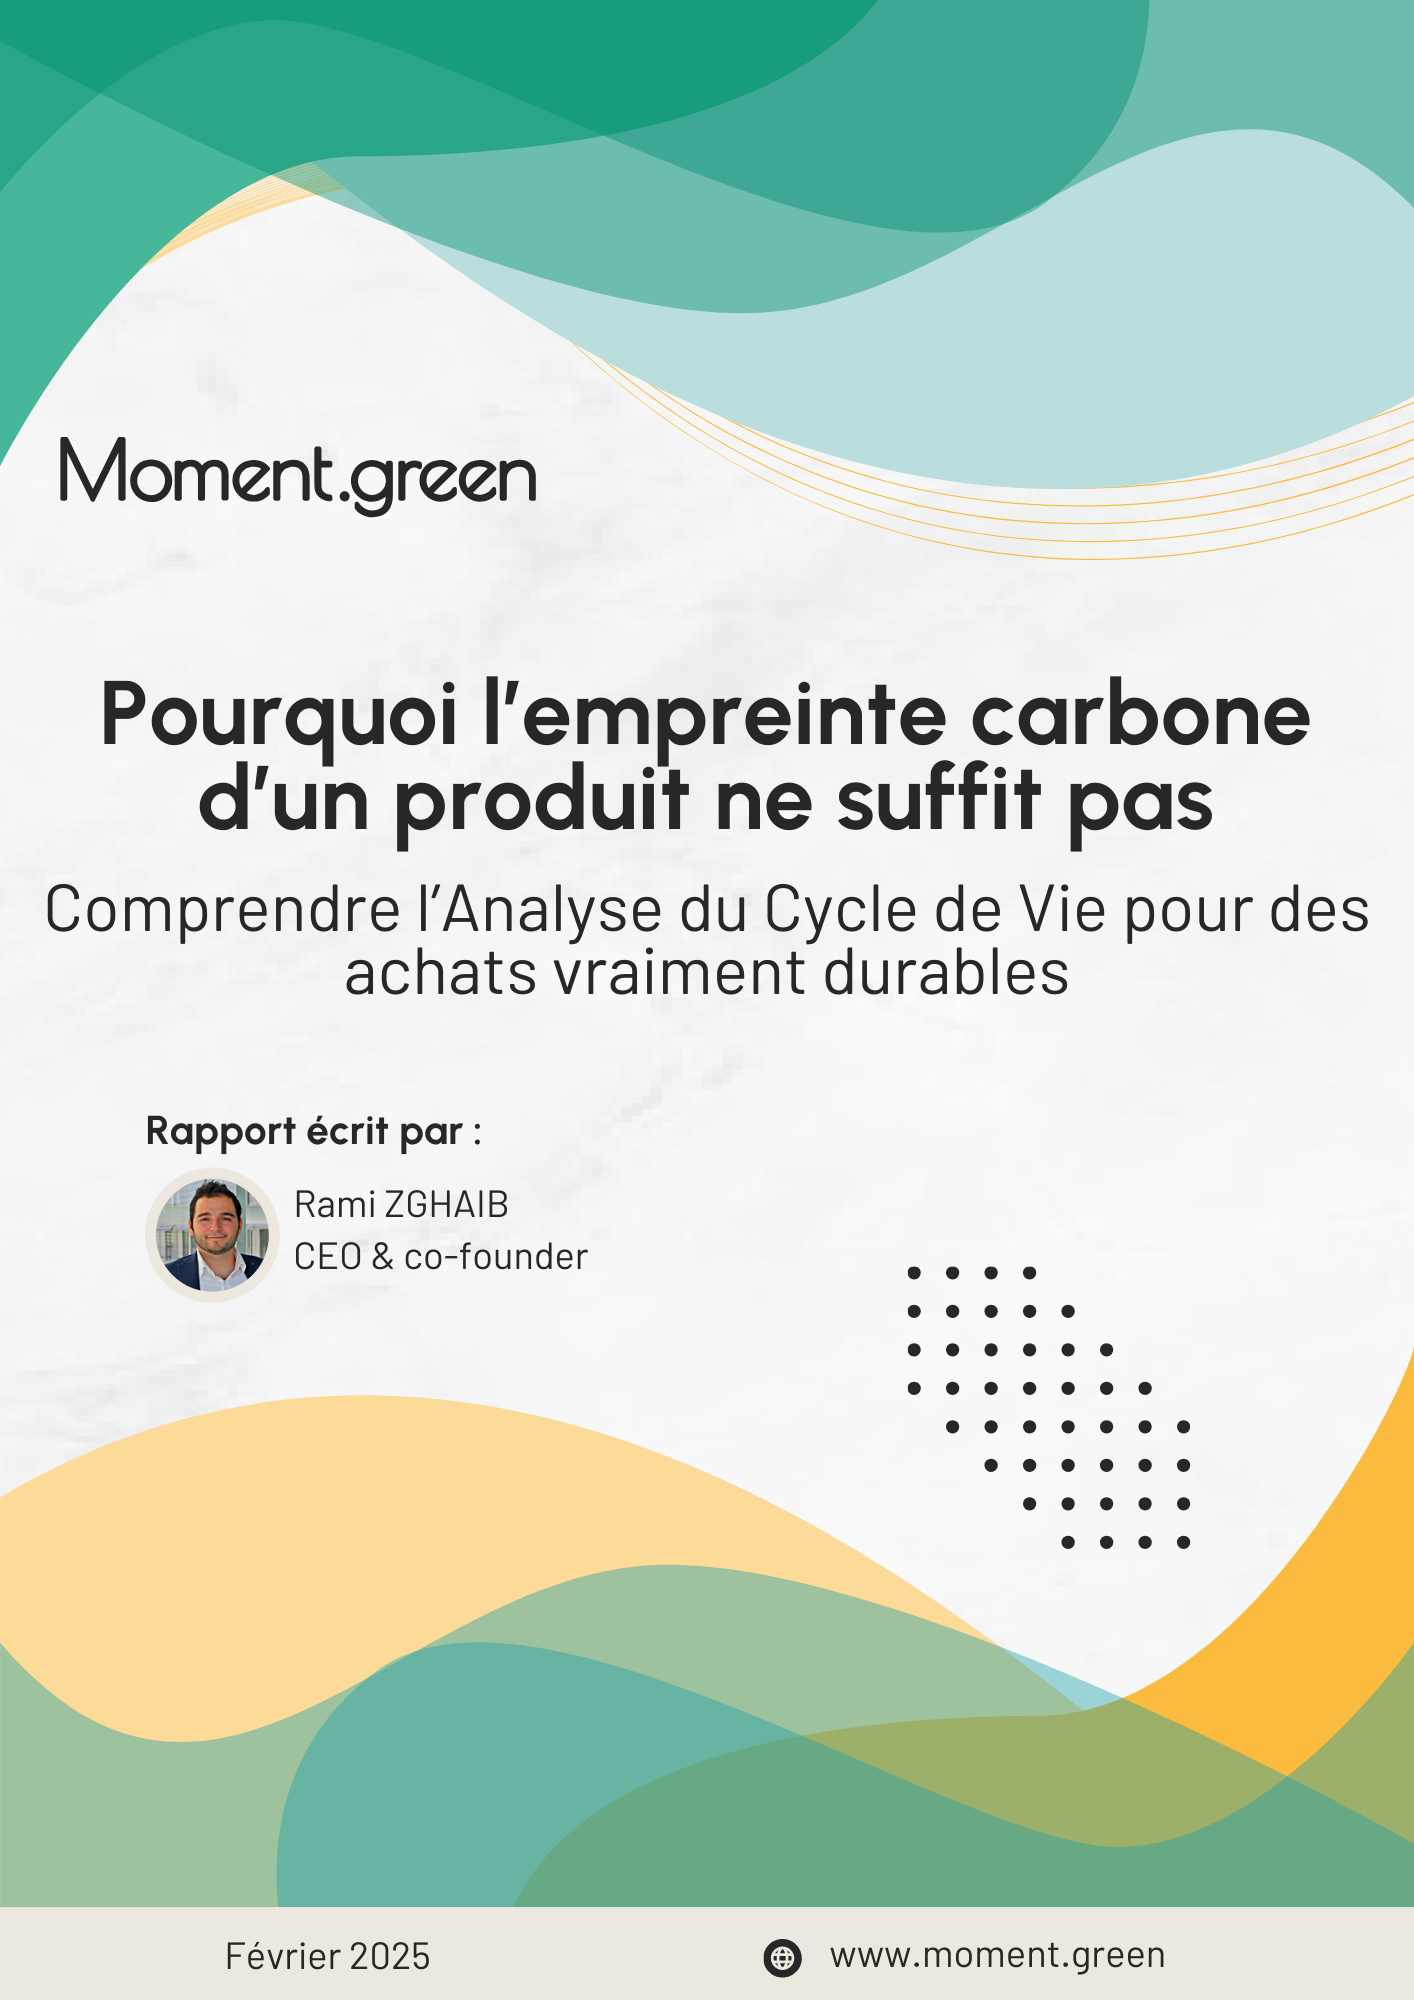 Moment.green
Pourquoi l'empreinte carbone
d'un produit ne suffit pas
Comprendre l'Analyse du Cycle de Vie pour des
achats vraiment durables
Rapport écrit par :
Rami ZGHAIB
CEO & co-founder
Février 2025
www.moment.green